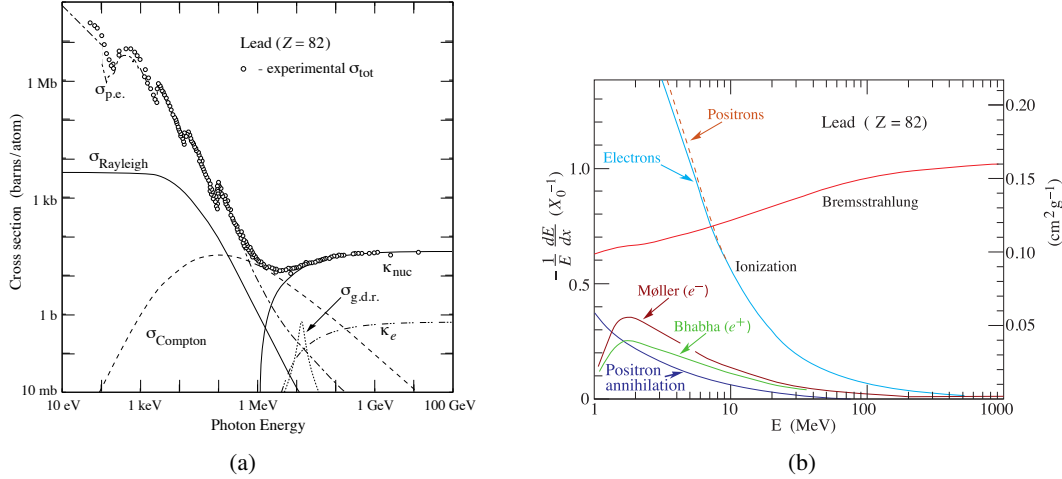 Lead (Z = 82)
- experimental σtot
σp.e.
σRayleigh
σCompton
σg.d.r.
κnuc
κe
Cross section (barns/atom)
1 Mb
1 kb
1 b
10 mb
10 eV 1 keV 1 MeV 1 GeV 100 GeV
Photon Energy
(a)
Positrons
Lead ( Z = 82)
Electrons
Bremsstrahlung
Ionization
Møller (e−)
Bhabha (e+)
Positron
annihilation
−1/E dE/dx (X0−1)
1.0
0.5
0
0.20
0.15
0.10
0.05
(cm2 g−1)
1 10 100 1000
E (MeV)
(b)